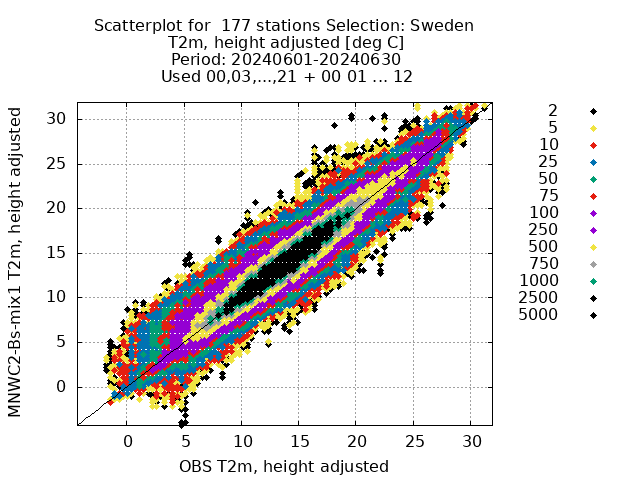 Scatterplot for  177 stations Selection: Sweden
T2m, height adjusted [deg C]
Period: 20240601-20240630
Used 00,03,...,21 + 00 01 ... 12
MNWC2-Bs-mix1 T2m, height adjusted
30
25
20
15
10
5
0
0 5 10 15 20 25 30
OBS T2m, height adjusted
2
5
10
25
50
75
100
250
500
750
1000
2500
5000